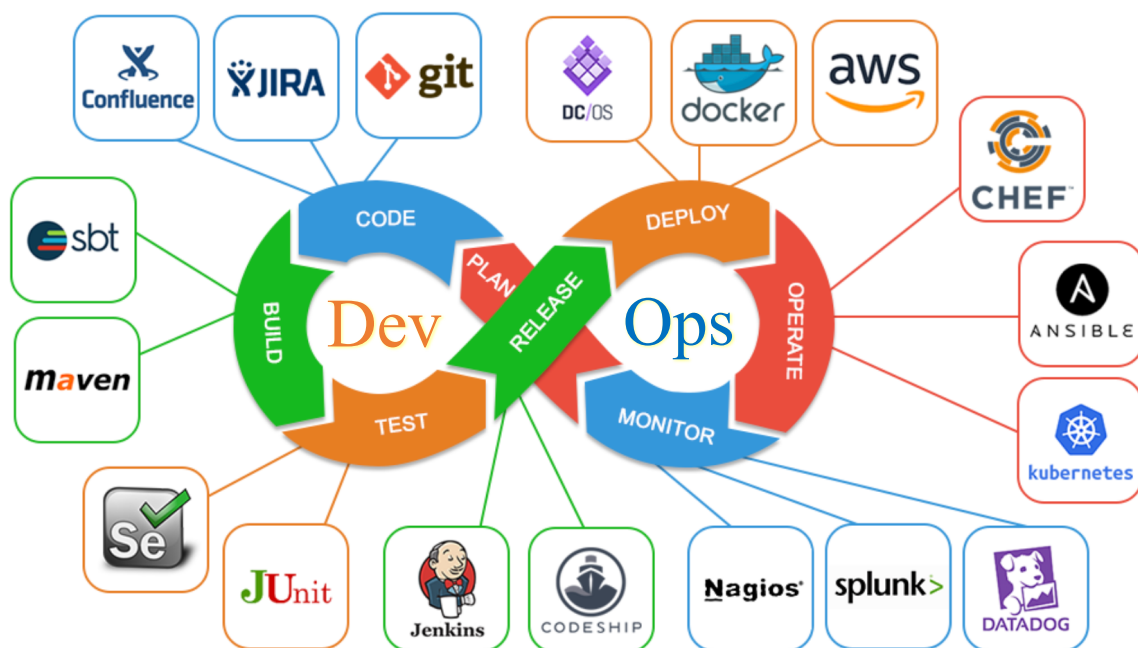 Confluence
JIRA
git
DC/OS
docker
aws
CHEF™
sbt
CODE
DEPLOY
PLAN
RELEASE
BUILD
Dev
Ops
OPERATE
ANSIBLE
maven
TEST
MONITOR
kubernetes
Se
JUnit
Jenkins
CODESHIP
Nagios®
splunk>
DATADOG